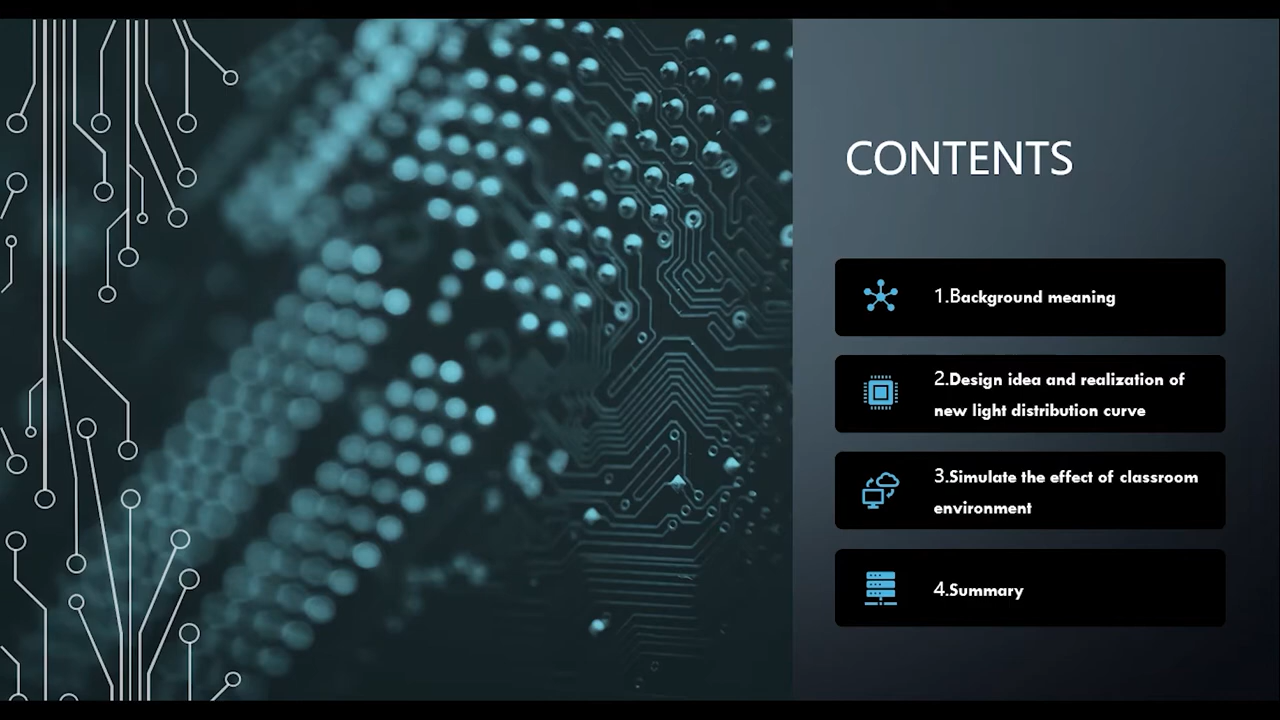 CONTENTS
1.Background meaning
2.Design idea and realization of
new light distribution curve
3.Simulate the effect of classroom
environment
4.Summary